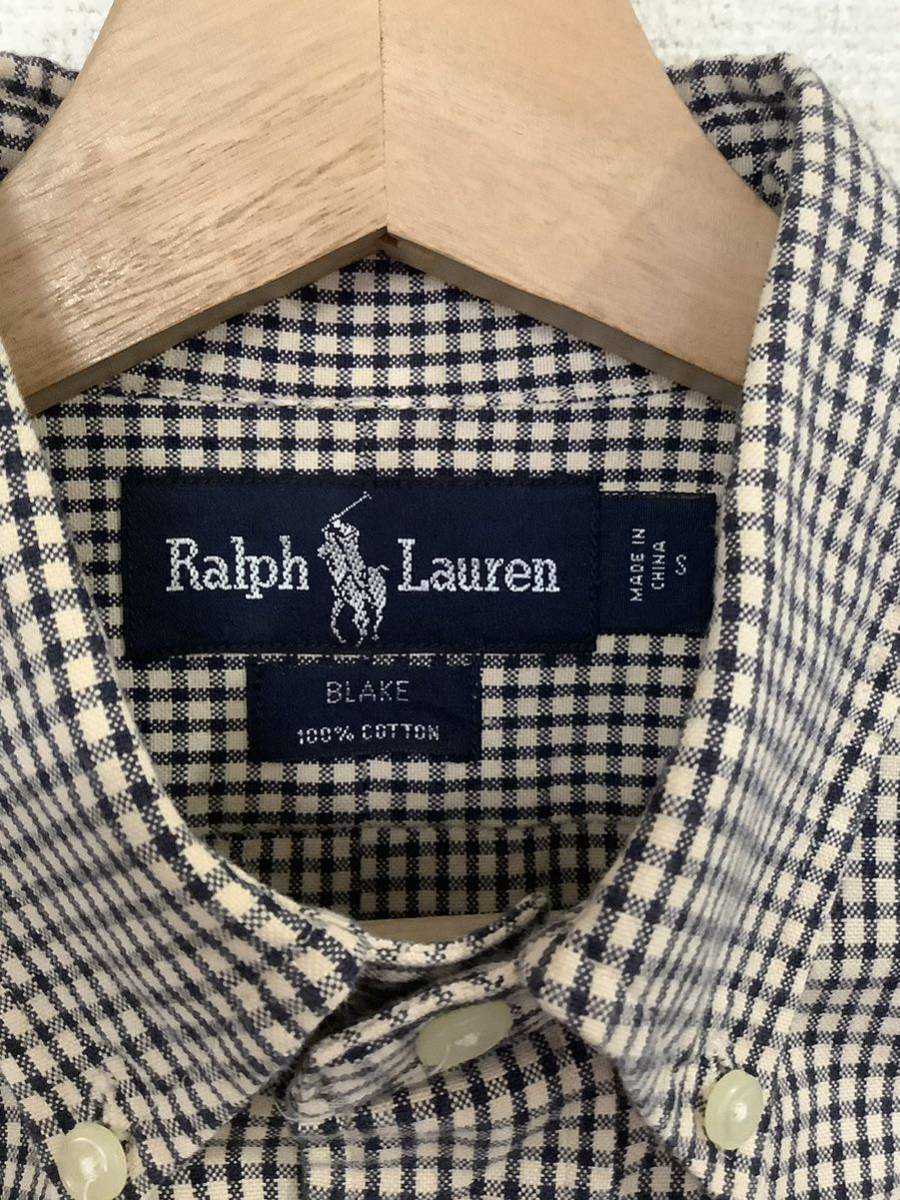 Ralph Lauren
MADE IN
CHINA
S
BLAKE
100% COTTON